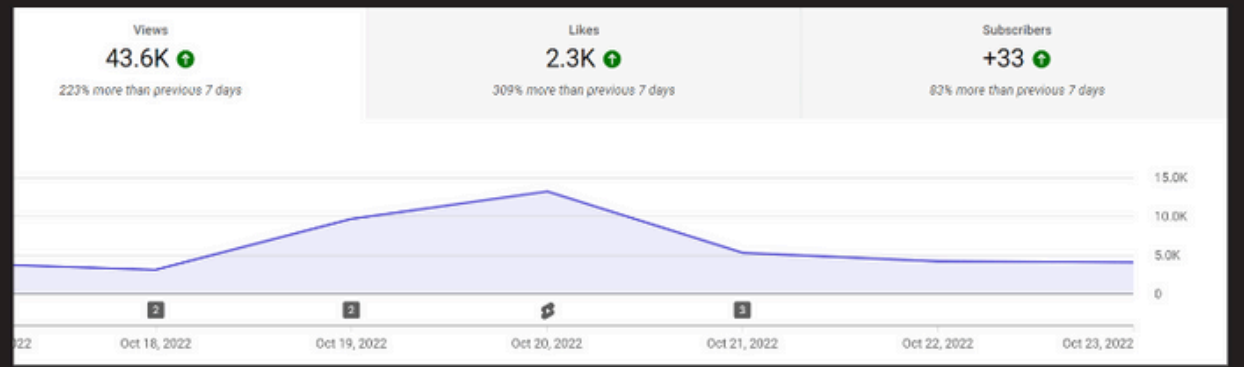 Views
43.6K
223% more than previous 7 days
Likes
2.3K
309% more than previous 7 days
Subscribers
+33
83% more than previous 7 days
15.0K
10.0K
5.0K
0
2 2 3
022 Oct 18, 2022 Oct 19, 2022 Oct 20, 2022 Oct 21, 2022 Oct 22, 2022 Oct 23, 2022